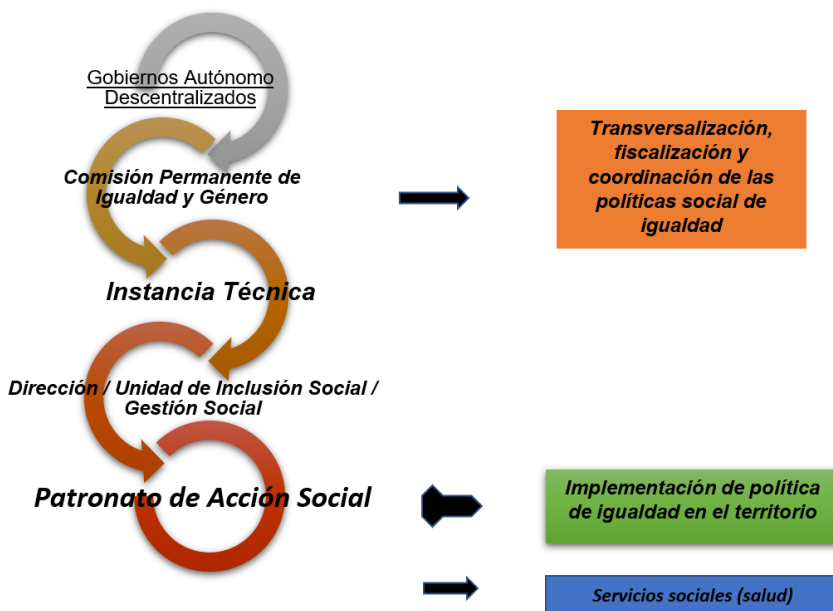 Gobiernos Autónomo
Descentralizados
Comisión Permanente de
Igualdad y Género
Transversalización,
fiscalización y
coordinación de las
políticas social de
igualdad
Instancia Técnica
Dirección / Unidad de Inclusión Social /
Gestión Social
Patronato de Acción Social
Implementación de política
de igualdad en el territorio
Servicios sociales (salud)